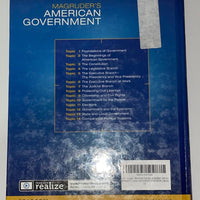 MAGRUDER'S
AMERICAN
GOVERNMENT
Topic 1 Foundations of Government
Topic 2 The Beginnings of
American Government
Topic 3 The Constitution
Topic 4 The Legislative Branch
Topic 5 The Executive Branch:
The Presidency and Vice Presidency
Topic 6 The Executive Branch at Work
Topic 7 The Judicial Branch
Topic 8 Protecting Civil Liberties
Topic 9 Citizenship and Civil Rights
Topic 10 Government by the People
Topic 11 Elections
Topic 12 Government and the Economy
Topic 13 State and Local Government
Topic 14 Comparative Political Systems
realize